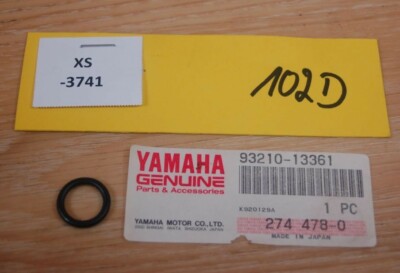 XS
-3741
102D
YAMAHA
GENUINE
Parts & Accessories
YAMAHA MOTOR CO., LTD.
93210-13361
K920129A
1 PC
274 478-0
MADE IN JAPAN